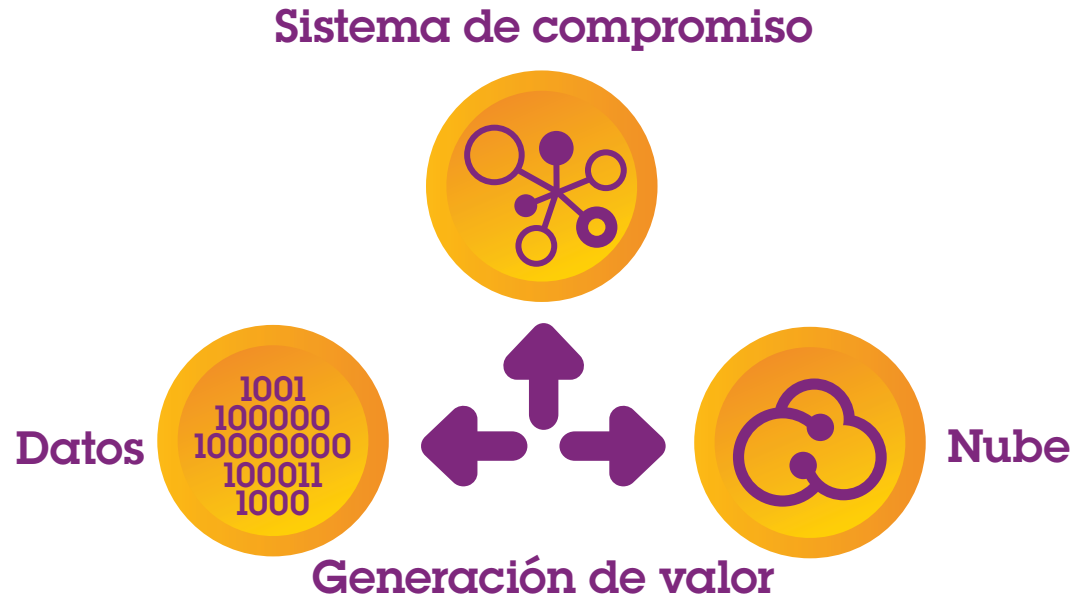 Sistema de compromiso
1001
100000
10000000
100011
1000
Datos
Nube
Generación de valor